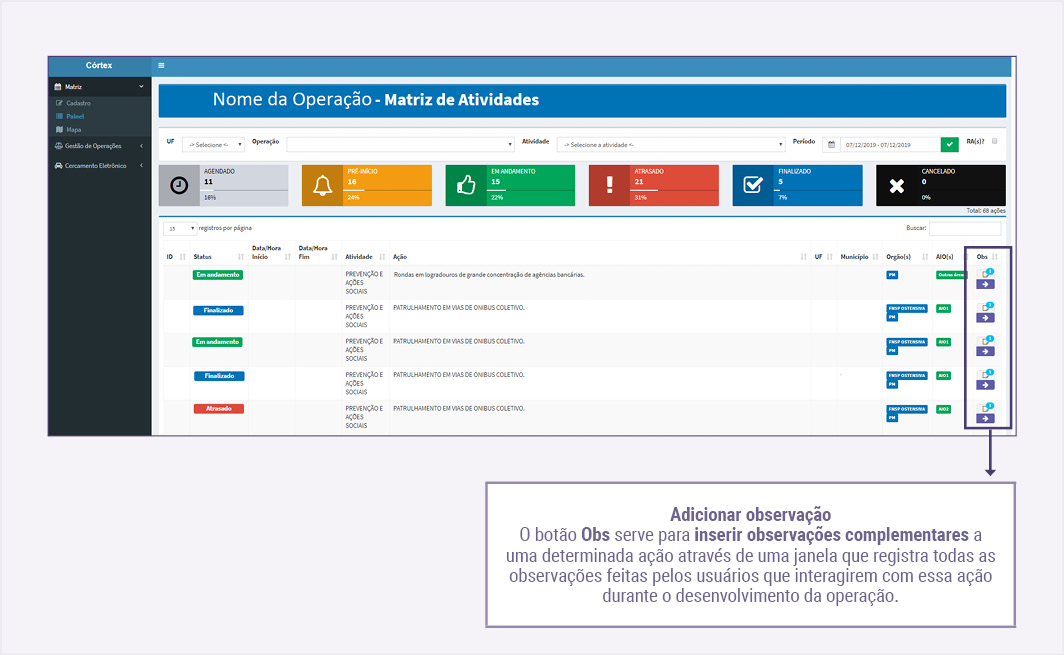 Córtex
Matriz
Cadastro
Painel
Mapa
Gestão de Operações
Cercamento Eletrônico
Nome da Operação - Matriz de Atividades
UF -> Selecione <- Operação Atividade -> Selecione a atividade <- Período 07/12/2019 - 07/12/2019 RA(s)?
AGENDADO
11
18%
PRÉ-INÍCIO
16
24%
EM ANDAMENTO
15
22%
ATRASADO
21
31%
FINALIZADO
5
7%
CANCELADO
0
0%
Total: 68 ações
15 registros por página
Buscar:
ID Status Data/Hora Início Data/Hora Fim Atividade Ação UF Município Orgão(s) AIO(s) Obs
Em andamento
PREVENÇÃO E
AÇÕES
SOCIAIS
Rondas em logradouros de grande concentração de agências bancárias.
PM
Outras áreas
1
Finalizado
PREVENÇÃO E
AÇÕES
SOCIAIS
PATRULHAMENTO EM VIAS DE ONIBUS COLETIVO.
FNSP OSTENSIVA
PM
AIO1
1
Em andamento
PREVENÇÃO E
AÇÕES
SOCIAIS
PATRULHAMENTO EM VIAS DE ONIBUS COLETIVO.
FNSP OSTENSIVA
PM
AIO1
1
Finalizado
PREVENÇÃO E
AÇÕES
SOCIAIS
PATRULHAMENTO EM VIAS DE ONIBUS COLETIVO.
FNSP OSTENSIVA
PM
AIO1
1
Atrasado
PREVENÇÃO E
AÇÕES
SOCIAIS
PATRULHAMENTO EM VIAS DE ONIBUS COLETIVO.
FNSP OSTENSIVA
PM
AIO2
1
Adicionar observação
O botão Obs serve para inserir observações complementares a
uma determinada ação através de uma janela que registra todas as
observações feitas pelos usuários que interagirem com essa ação
durante o desenvolvimento da operação.